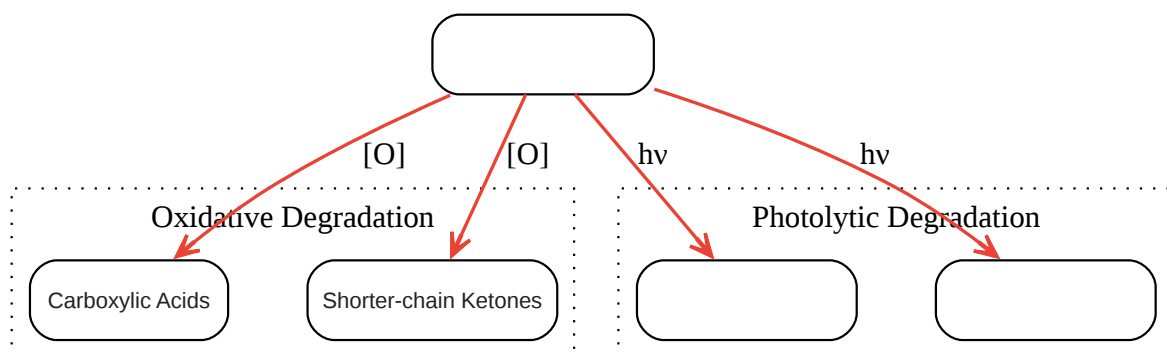 [O]
[O]
hν
hν
Oxidative Degradation
Photolytic Degradation
Carboxylic Acids
Shorter-chain Ketones